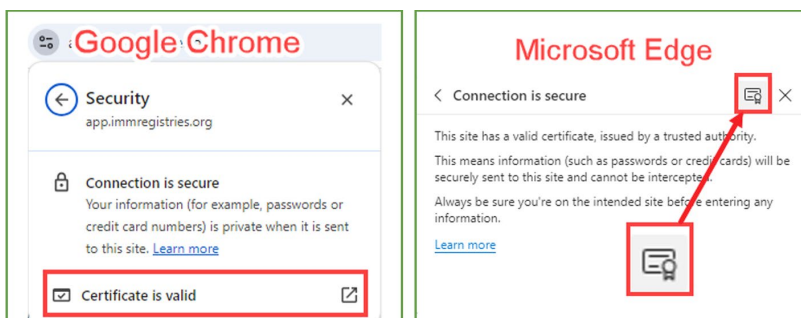 Google Chrome
Security
app.immregistries.org
Connection is secure
Your information (for example, passwords or
credit card numbers) is private when it is sent
to this site. Learn more
Certificate is valid
Microsoft Edge
Connection is secure
This site has a valid certificate, issued by a trusted authority.
This means information (such as passwords or credit cards) will be
securely sent to this site and cannot be intercepted.
Always be sure you're on the intended site before entering any
information.
Learn more